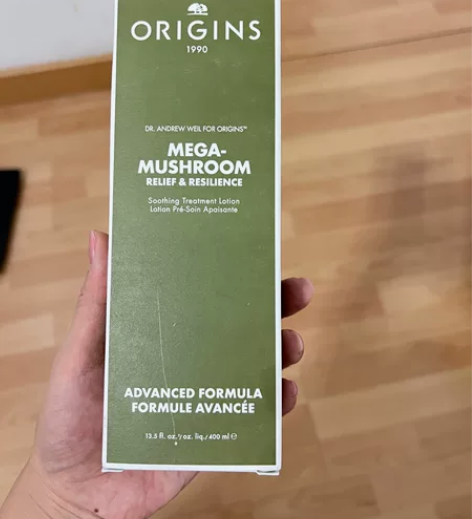 ORIGINS
1990
DR. ANDREW WEIL FOR ORIGINS™
MEGA-
MUSHROOM
RELIEF & RESILIENCE
Soothing Treatment Lotion
Lotion Pré-Soin Apaisante
ADVANCED FORMULA
FORMULE AVANCÉE
13.5 fl. oz./oz. liq./400 ml ℮